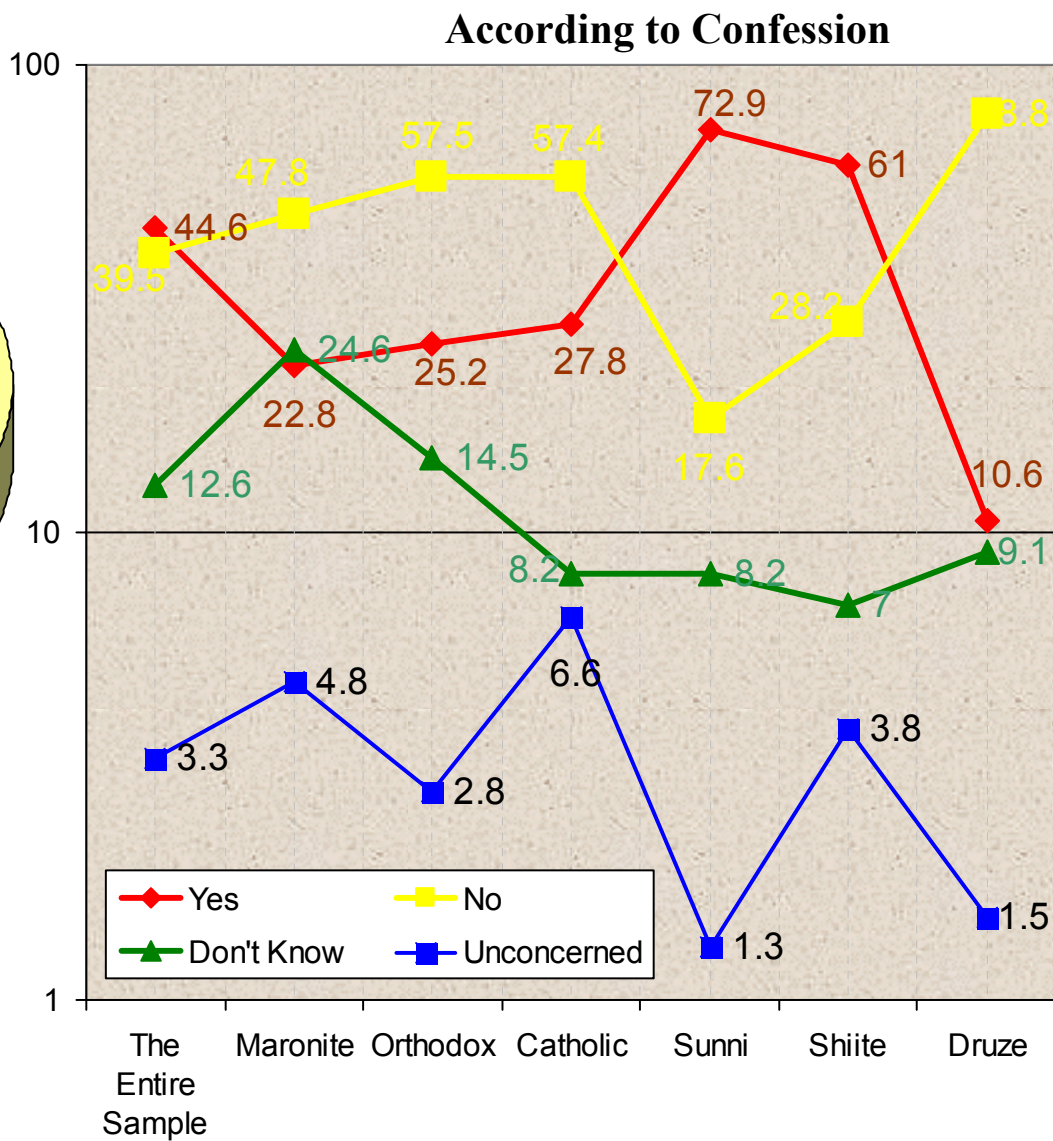 According to Confession
100
10
1
44.6
22.8
25.2
27.8
72.9
61
10.6
39.5
47.8
57.5
57.4
17.6
28.2
12.6
24.6
14.5
8.2
8.2
7
9.1
3.3
4.8
2.8
6.6
1.3
3.8
1.5
Yes
No
Don't Know
Unconcerned
The Entire Sample
Maronite
Orthodox
Catholic
Sunni
Shiite
Druze